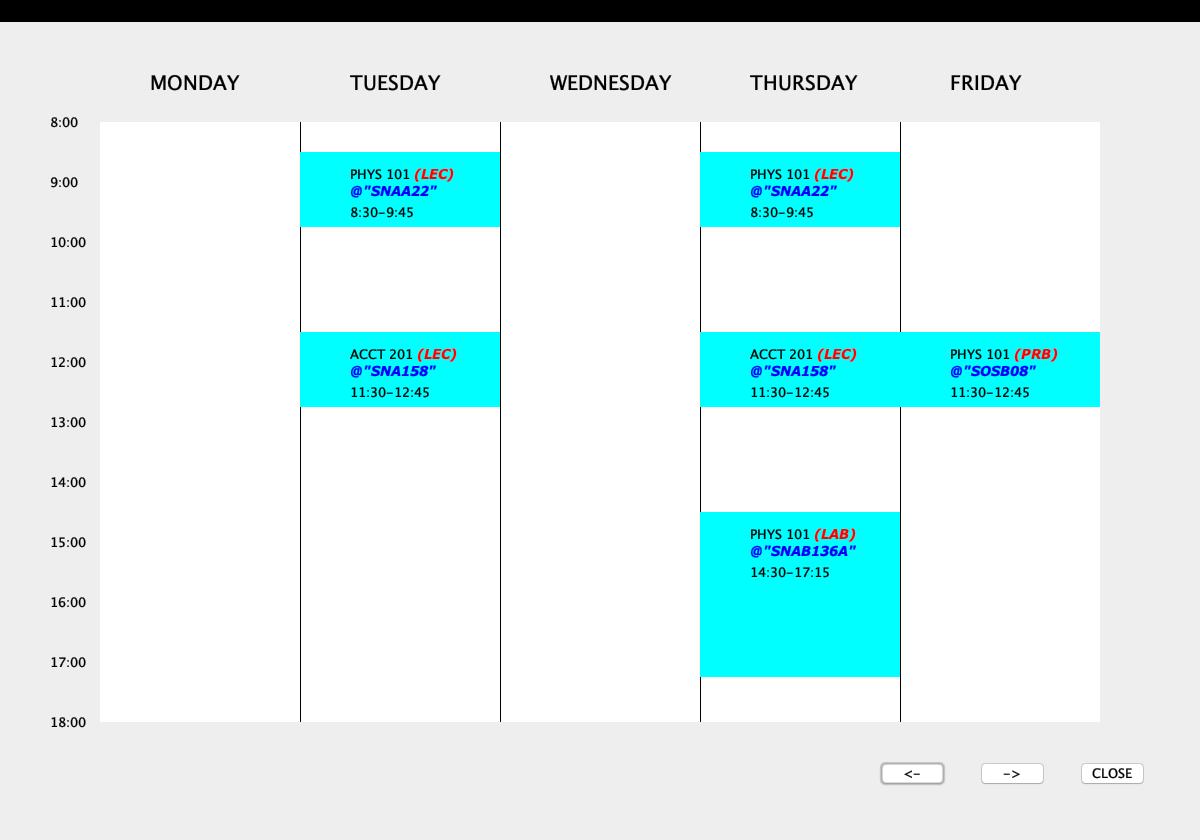 MONDAY TUESDAY WEDNESDAY THURSDAY FRIDAY
8:00
PHYS 101 (LEC) PHYS 101 (LEC)
9:00
@"SNAA22" @"SNAA22"
8:30-9:45 8:30-9:45
10:00
11:00
ACCT 201 (LEC) ACCT 201 (LEC) PHYS 101 (PRB)
12:00
@"SNA158" @"SNA158" @"SOSB08"
11:30-12:45 11:30-12:45 11:30-12:45
13:00
14:00
PHYS 101 (LAB)
15:00
@"SNAB136A"
14:30-17:15
16:00
17:00
18:00
<- -> CLOSE